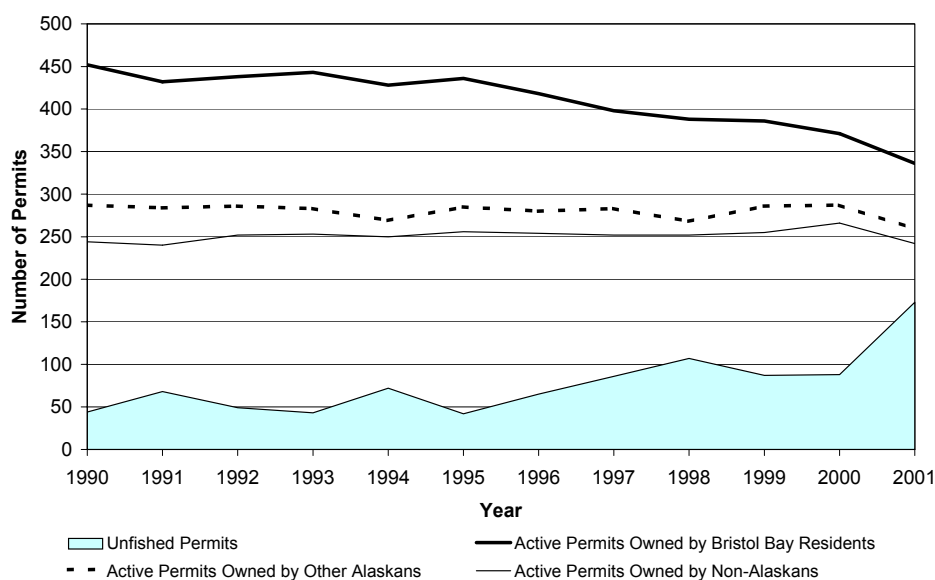 500
450
400
350
300
250
200
150
100
50
0
Number of Permits
1990 1991 1992 1993 1994 1995 1996 1997 1998 1999 2000 2001
Year
Unfished Permits Active Permits Owned by Bristol Bay Residents
Active Permits Owned by Other Alaskans Active Permits Owned by Non-Alaskans